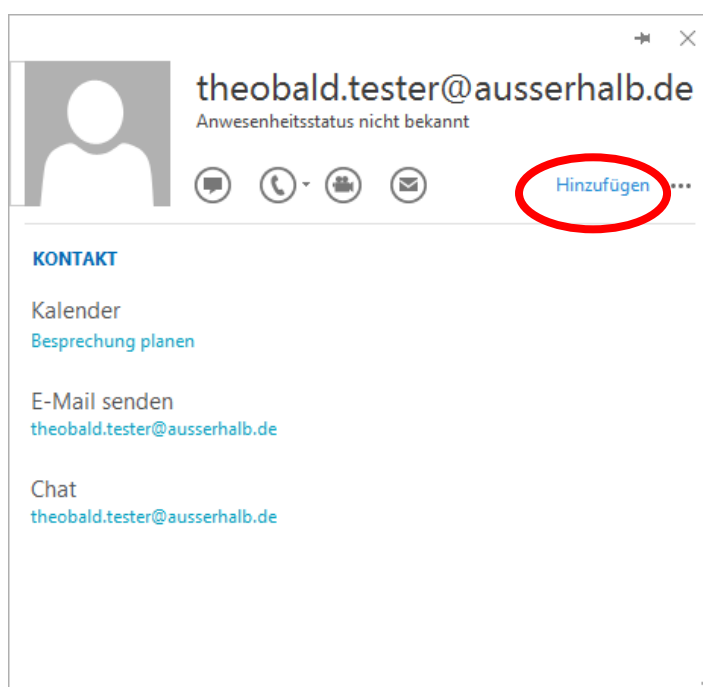 theobald.tester@ausserhalb.de
Anwesenheitsstatus nicht bekannt
Hinzufügen
KONTAKT
Kalender
Besprechung planen
E-Mail senden
theobald.tester@ausserhalb.de
Chat
theobald.tester@ausserhalb.de